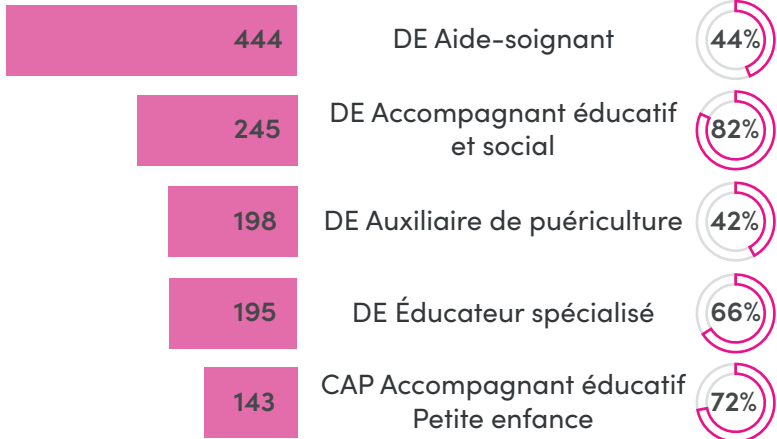 444 DE Aide-soignant 44%
245 DE Accompagnant éducatif et social 82%
198 DE Auxiliaire de puériculture 42%
195 DE Éducateur spécialisé 66%
143 CAP Accompagnant éducatif Petite enfance 72%